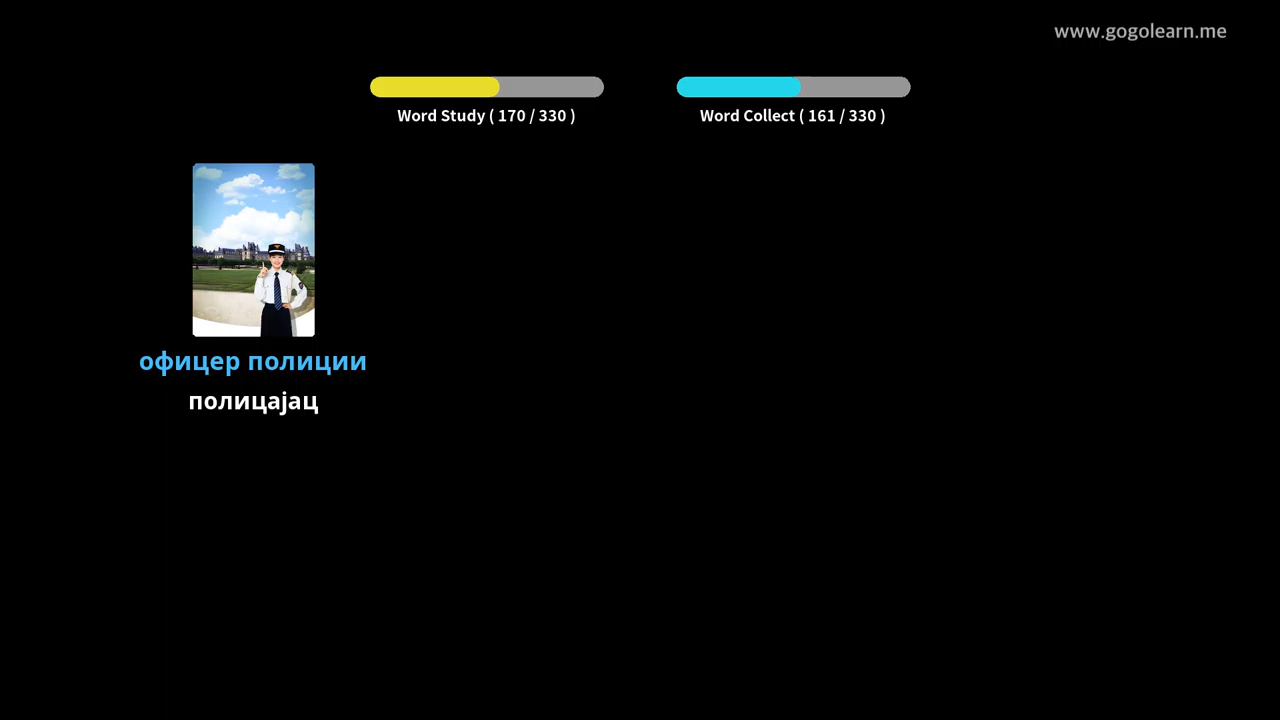 www.gogolearn.me
Word Study ( 170 / 330 )
Word Collect ( 161 / 330 )
офицер полиции
полицајац